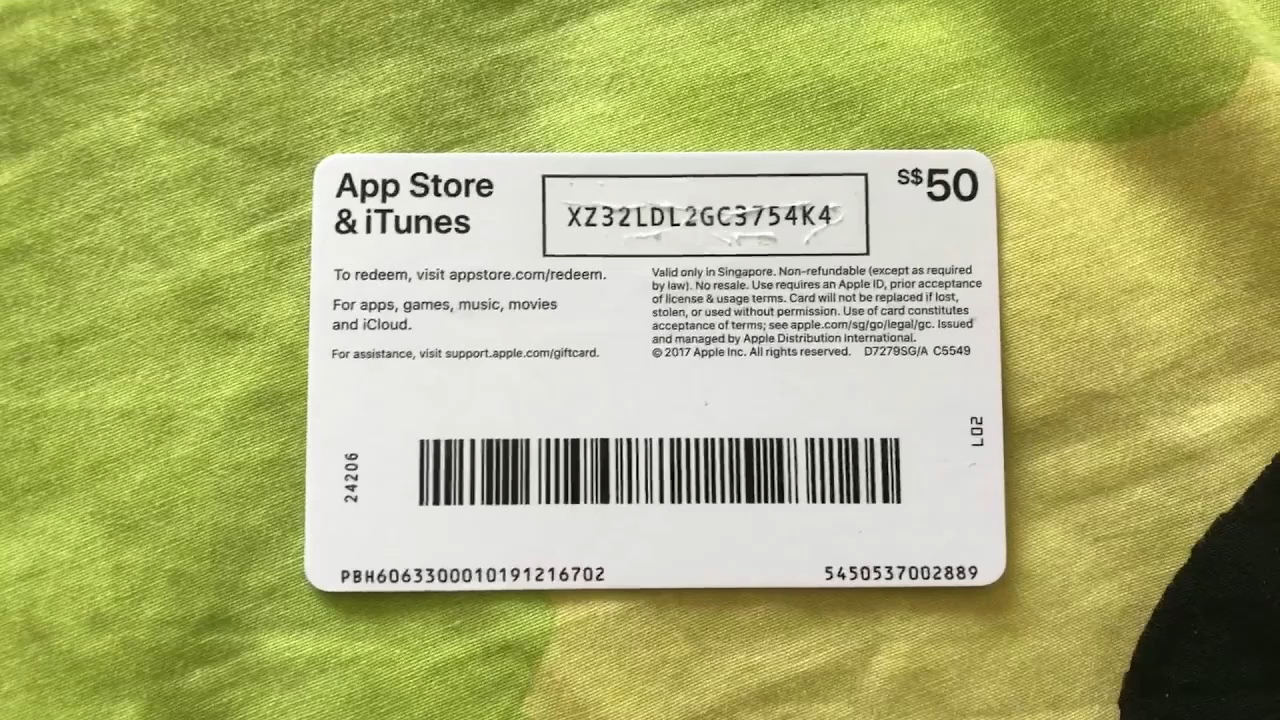 App Store
& iTunes
XZ32LDL2GC3754K4
S$50
To redeem, visit appstore.com/redeem.
For apps, games, music, movies
and iCloud.
For assistance, visit support.apple.com/giftcard.
Valid only in Singapore. Non-refundable (except as required
by law). No resale. Use requires an Apple ID, prior acceptance
of license & usage terms. Card will not be replaced if lost,
stolen, or used without permission. Use of card constitutes
acceptance of terms; see apple.com/sg/go/legal/gc. Issued
and managed by Apple Distribution International.
© 2017 Apple Inc. All rights reserved. D7279SG/A C5549
24206
L02
PBH6063300010191216702
5450537002889